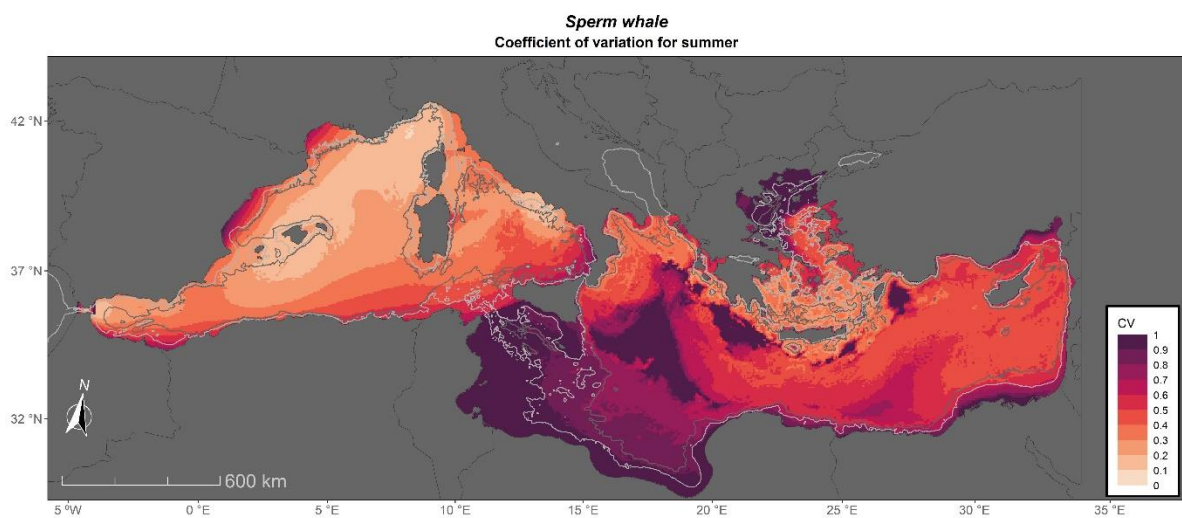 Sperm whale
Coefficient of variation for summer
42 °N
37 °N
32 °N
N
600 km
CV
1
0.9
0.8
0.7
0.6
0.5
0.4
0.3
0.2
0.1
0
5 °W
0 °E
5 °E
10 °E
15 °E
20 °E
25 °E
30 °E
35 °E